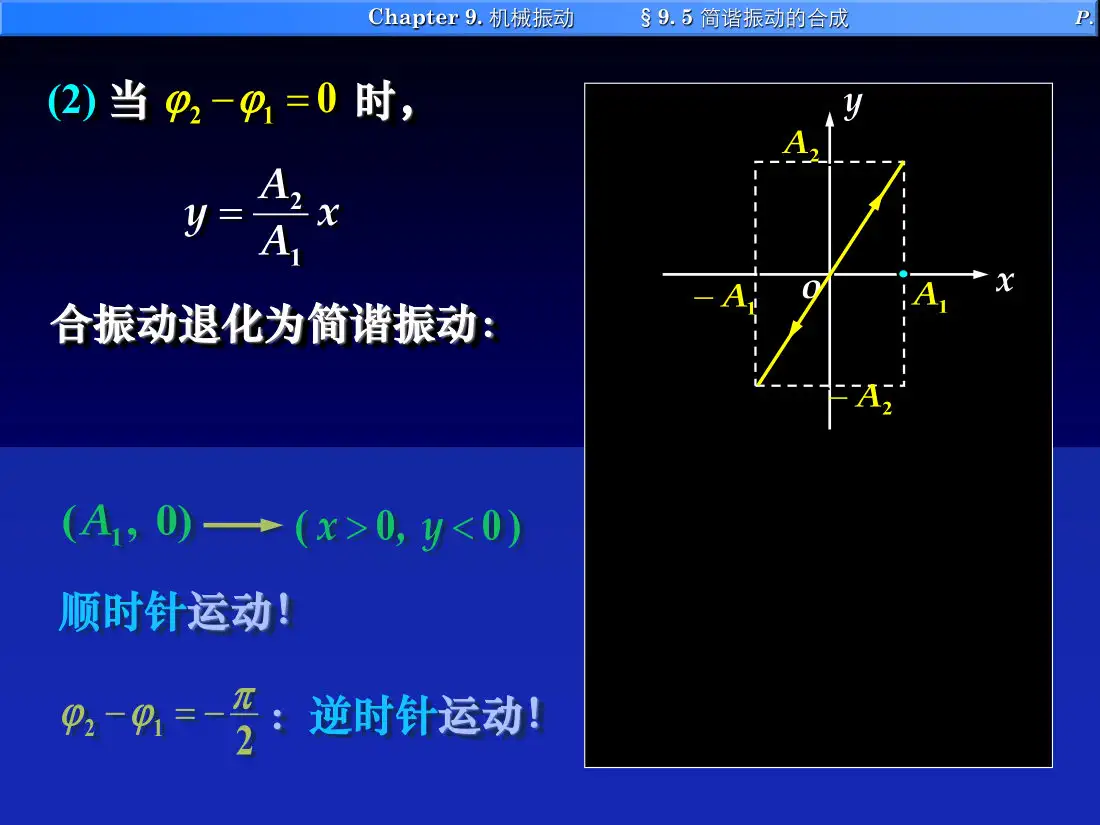 Chapter 9. 机械振动 § 9. 5 简谐振动的合成 P.
(2) 当 φ₂ − φ₁ = 0 时，
y = A₂/A₁ x
合振动退化为简谐振动：
(A₁, 0) ⟶ ( x > 0, y < 0 )
顺时针运动！
φ₂ − φ₁ = − π/2 ： 逆时针运动！
y
A₂
− A₁
o
A₁
x
− A₂